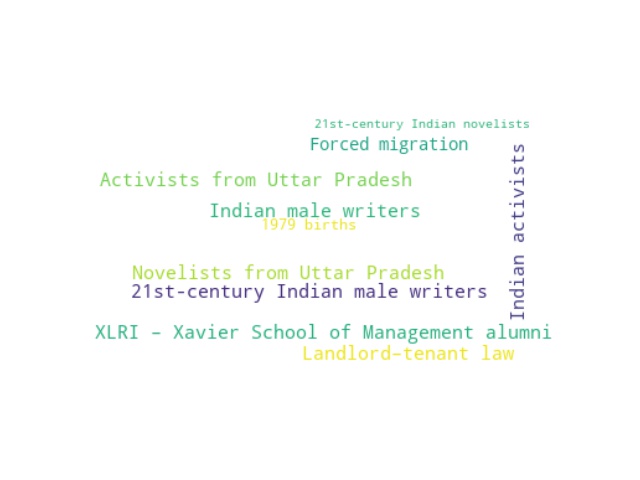 21st-century Indian novelists
Forced migration
Indian activists
Activists from Uttar Pradesh
Indian male writers
1979 births
Novelists from Uttar Pradesh
21st-century Indian male writers
XLRI – Xavier School of Management alumni
Landlord–tenant law